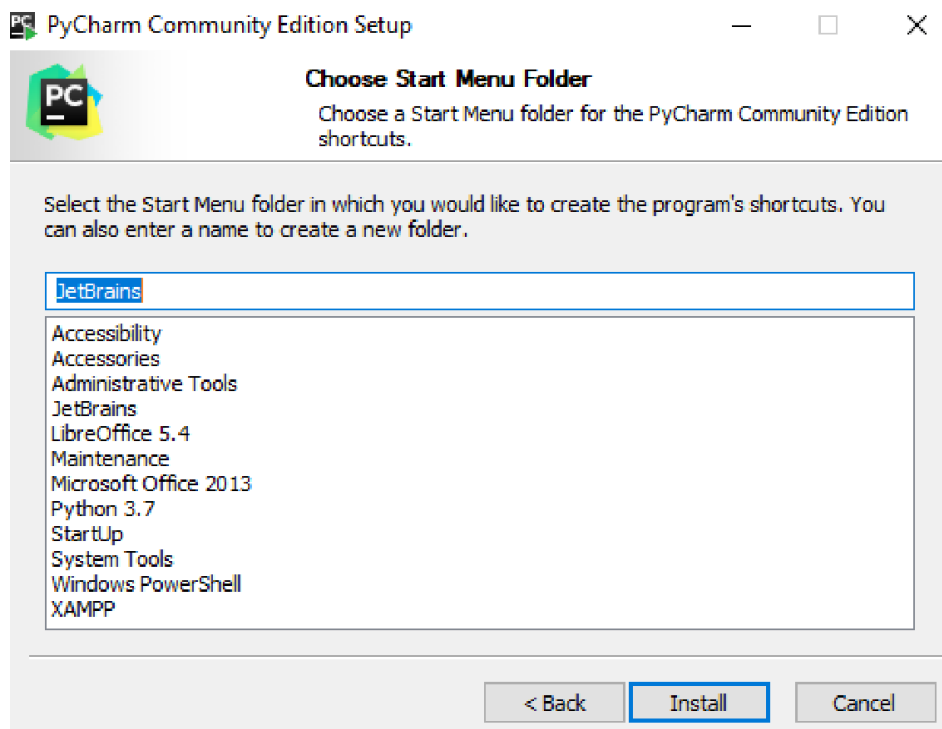 PC PyCharm Community Edition Setup
PC
Choose Start Menu Folder
Choose a Start Menu folder for the PyCharm Community Edition
shortcuts.
Select the Start Menu folder in which you would like to create the program's shortcuts. You
can also enter a name to create a new folder.
JetBrains
Accessibility
Accessories
Administrative Tools
JetBrains
LibreOffice 5.4
Maintenance
Microsoft Office 2013
Python 3.7
StartUp
System Tools
Windows PowerShell
XAMPP
< Back Install Cancel